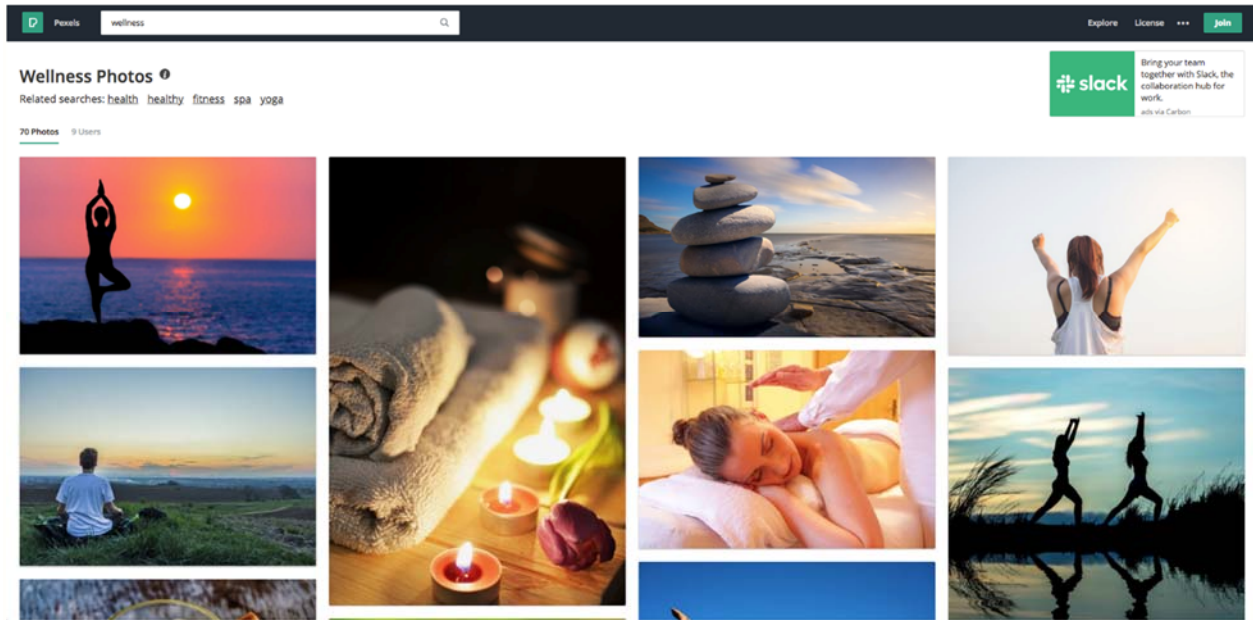 Pexels wellness Explore License ••• Join
Wellness Photos
Related searches: health healthy fitness spa yoga
70 Photos 9 Users
slack
Bring your team
together with Slack, the
collaboration hub for
work.
ads via Carbon